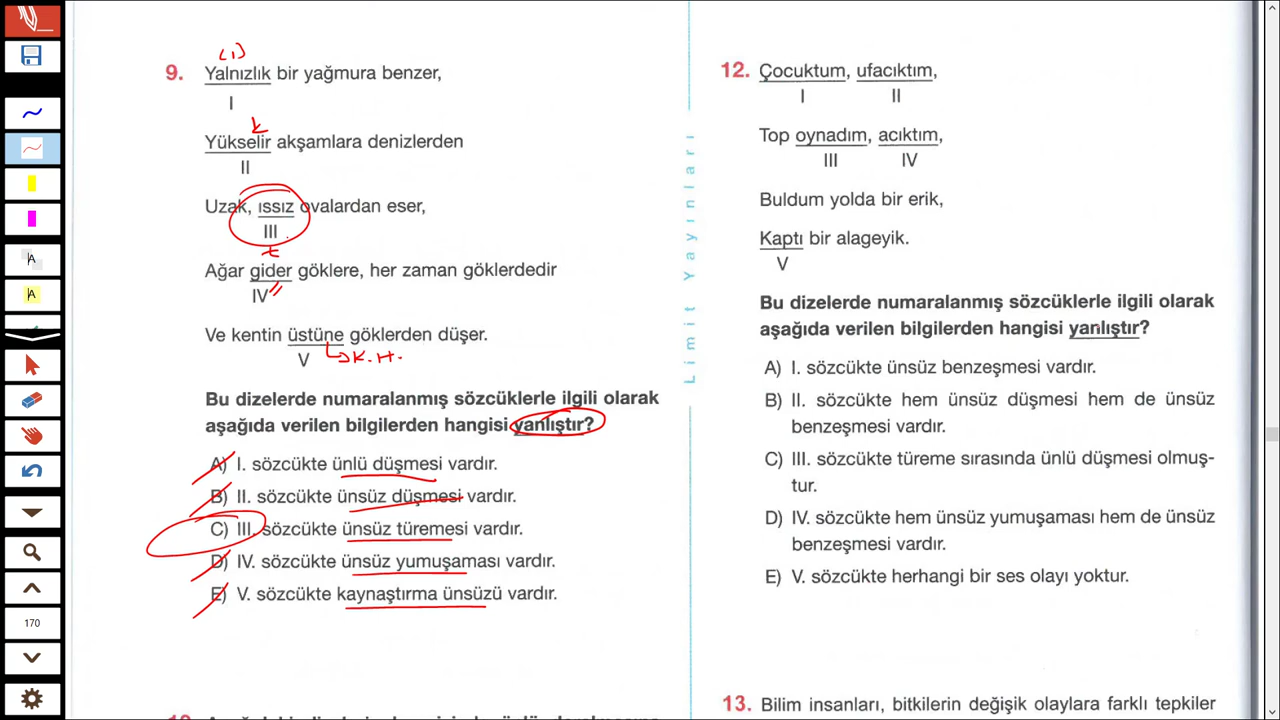 (ı)
9. Yalnızlık bir yağmura benzer,
I
k
Yükselir akşamlara denizlerden
II
Uzak, ıssız ovalardan eser,
III
t
Ağar gider göklere, her zaman göklerdedir
IV
Ve kentin üstüne göklerden düşer.
V
K.H.
Bu dizelerde numaralanmış sözcüklerle ilgili olarak
aşağıda verilen bilgilerden hangisi yanlıştır?
A) I. sözcükte ünlü düşmesi vardır.
B) II. sözcükte ünsüz düşmesi vardır.
C) III. sözcükte ünsüz türemesi vardır.
D) IV. sözcükte ünsüz yumuşaması vardır.
E) V. sözcükte kaynaştırma ünsüzü vardır.
Limit Yayınları
12. Çocuktum, ufacıktım,
I II
Top oynadım, acıktım,
III IV
Buldum yolda bir erik,
Kaptı bir alageyik.
V
Bu dizelerde numaralanmış sözcüklerle ilgili olarak
aşağıda verilen bilgilerden hangisi yanlıştır?
A) I. sözcükte ünsüz benzeşmesi vardır.
B) II. sözcükte hem ünsüz düşmesi hem de ünsüz
benzeşmesi vardır.
C) III. sözcükte türeme sırasında ünlü düşmesi olmuş-
tur.
D) IV. sözcükte hem ünsüz yumuşaması hem de ünsüz
benzeşmesi vardır.
E) V. sözcükte herhangi bir ses olayı yoktur.
13. Bilim insanları, bitkilerin değişik olaylara farklı tepkiler
A
A
170